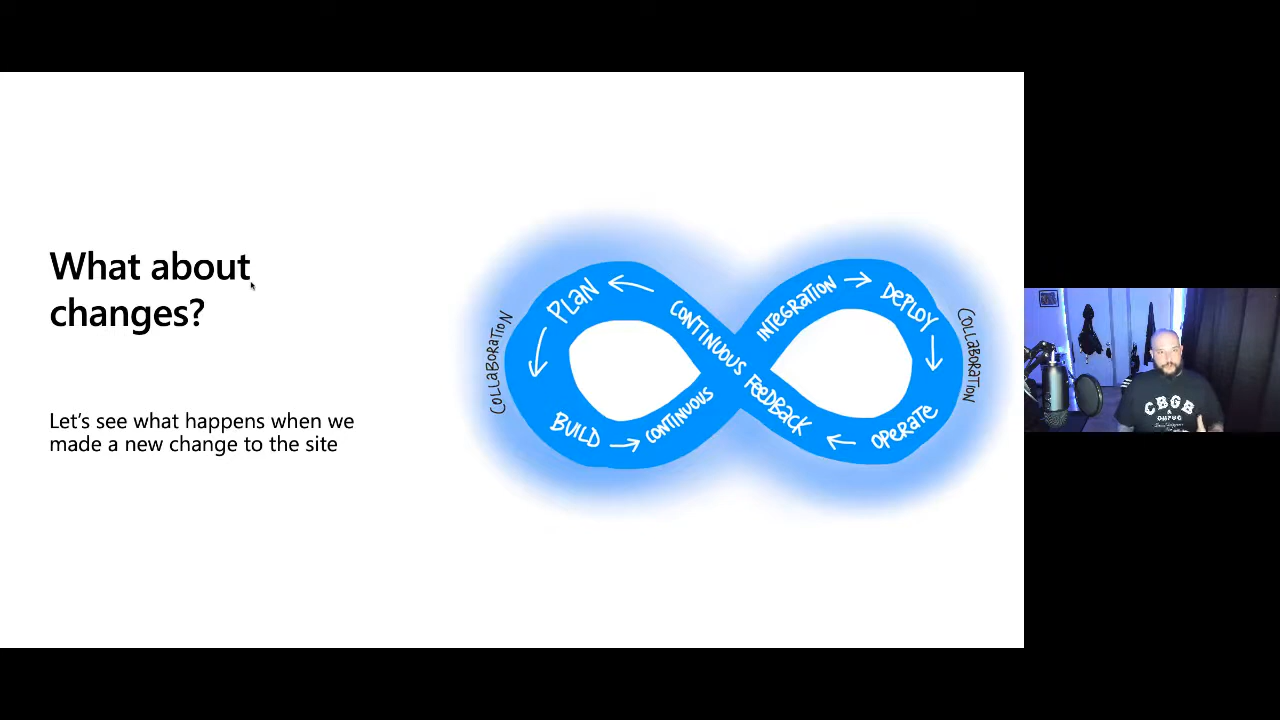 What about
changes?
Let's see what happens when we
made a new change to the site
COLLABORATION
PLAN
BUILD
CONTINUOUS
INTEGRATION
DEPLOY
OPERATE
CONTINUOUS FEEDBACK
COLLABORATION
CBGB